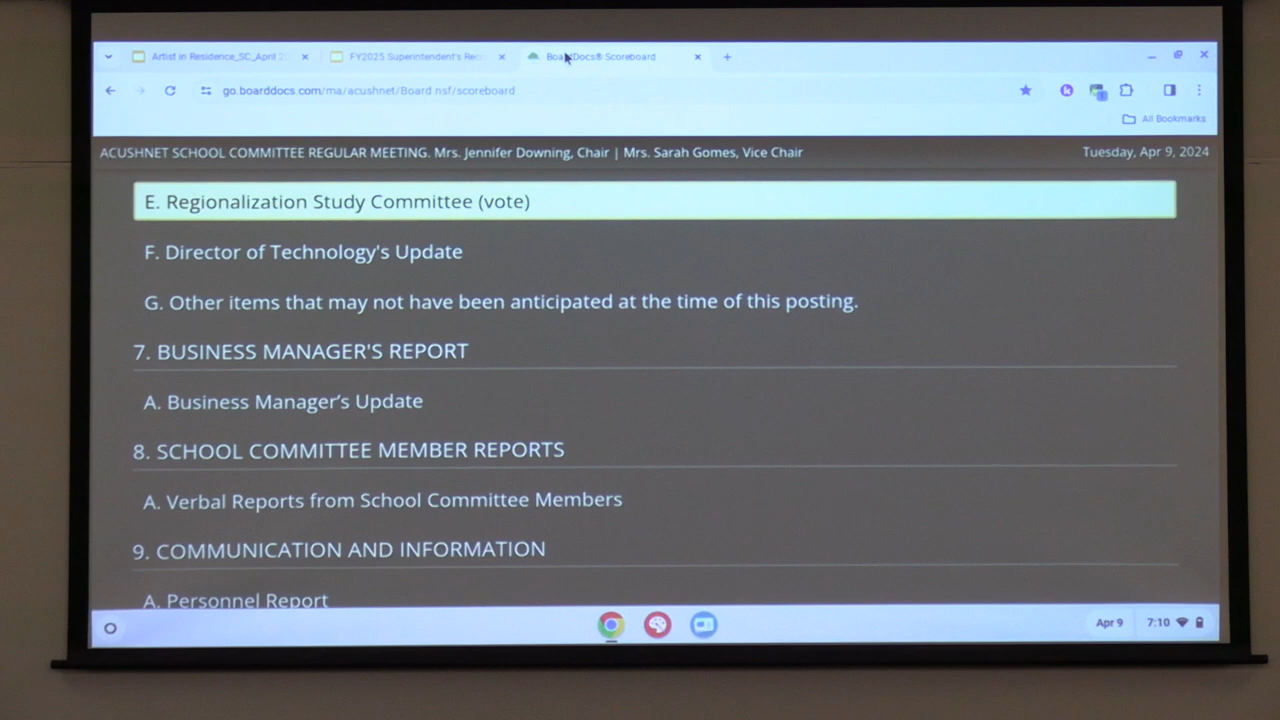 Artist in Residence_SC_April 2
FY2025 Superintendent's Rec
BoardDocs® Scoreboard
go.boarddocs.com/ma/acushnet/Board.nsf/scoreboard
All Bookmarks
ACUSHNET SCHOOL COMMITTEE REGULAR MEETING. Mrs. Jennifer Downing, Chair | Mrs. Sarah Gomes, Vice Chair
Tuesday, Apr 9, 2024
E. Regionalization Study Committee (vote)
F. Director of Technology's Update
G. Other items that may not have been anticipated at the time of this posting.
7. BUSINESS MANAGER'S REPORT
A. Business Manager’s Update
8. SCHOOL COMMITTEE MEMBER REPORTS
A. Verbal Reports from School Committee Members
9. COMMUNICATION AND INFORMATION
A. Personnel Report
Apr 9
7:10